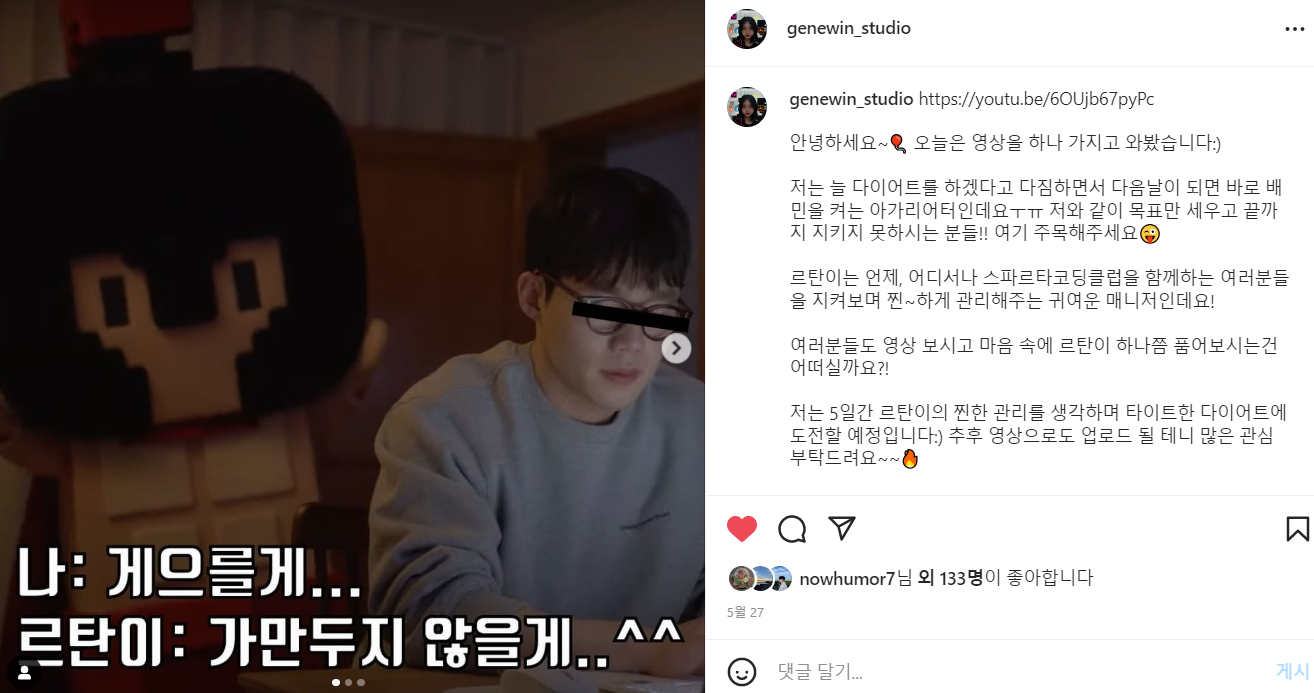 나: 게으를게...
르탄이: 가만두지 않을게..^^
genewin_studio
genewin_studio https://youtu.be/6OUjb67pyPc
안녕하세요~🎈 오늘은 영상을 하나 가지고 와봤습니다:)
저는 늘 다이어트를 하겠다고 다짐하면서 다음날이 되면 바로 배
민을 켜는 아가리어터인데요ㅜㅠ 저와 같이 목표만 세우고 끝까
지 지키지 못하시는 분들!! 여기 주목해주세요😜
르탄이는 언제, 어디서나 스파르타코딩클럽을 함께하는 여러분들
을 지켜보며 찐~하게 관리해주는 귀여운 매니저인데요!
여러분들도 영상 보시고 마음 속에 르탄이 하나쯤 품어보시는건
어떠실까요?!
저는 5일간 르탄이의 찐한 관리를 생각하며 타이트한 다이어트에
도전할 예정입니다:) 추후 영상으로도 업로드 될 테니 많은 관심
부탁드려요~~🔥
nowhumor7님 외 133명이 좋아합니다
5월 27
댓글 달기...
게시